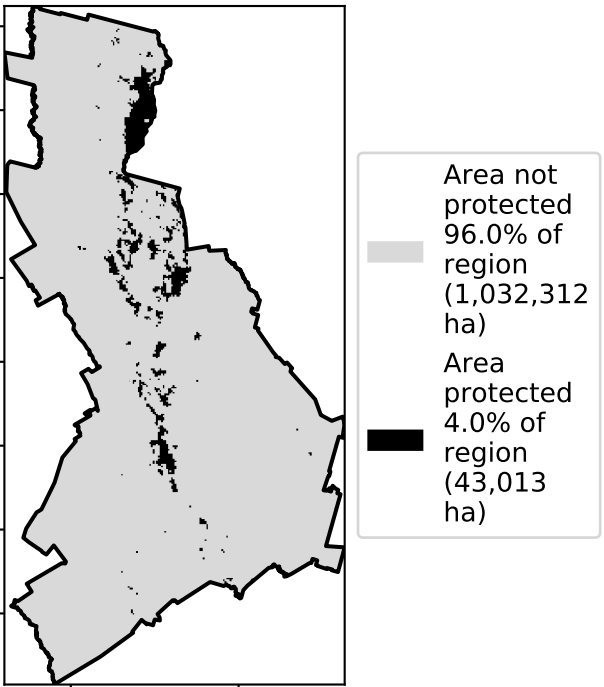 Area not
protected
96.0% of
region
(1,032,312
ha)
Area
protected
4.0% of
region
(43,013
ha)